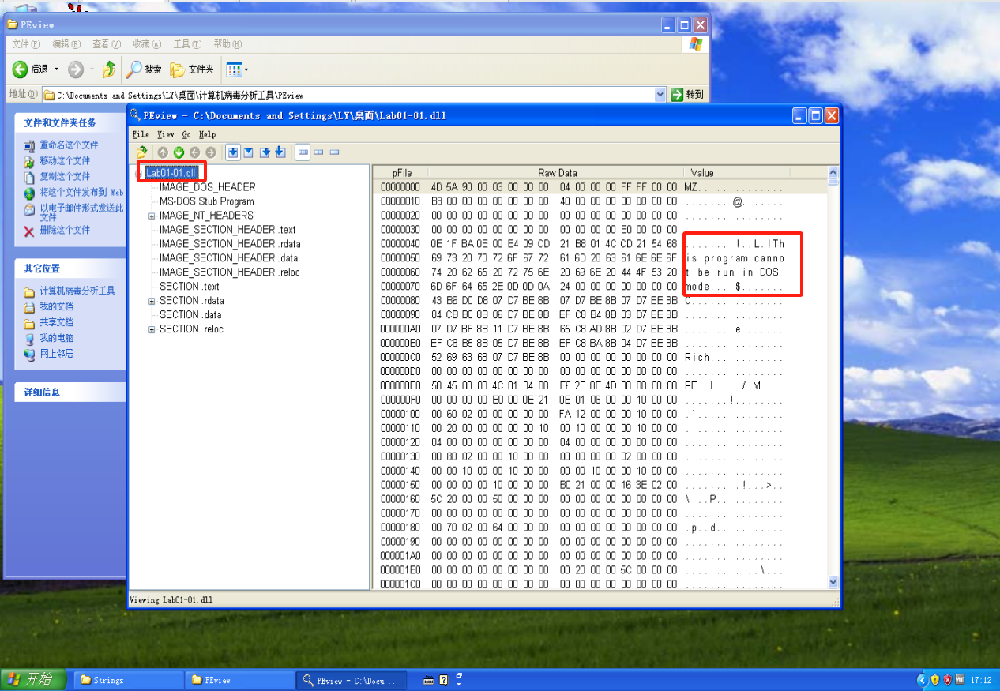 PEview
文件(F) 编辑(E) 查看(V) 收藏(A) 工具(T) 帮助(H)
后退 搜索 文件夹
地址(D) C:\Documents and Settings\LY\桌面\计算机病毒分析工具\PEview 转到
文件和文件夹任务
重命名这个文件
移动这个文件
复制这个文件
将这个文件发布到 Web
以电子邮件形式发送此
文件
删除这个文件
其它位置
计算机病毒分析工具
我的文档
共享文档
我的电脑
网上邻居
详细信息
PEview - C:\Documents and Settings\LY\桌面\Lab01-01.dll
File View Go Help
Lab01-01.dll
IMAGE_DOS_HEADER
MS-DOS Stub Program
IMAGE_NT_HEADERS
IMAGE_SECTION_HEADER .text
IMAGE_SECTION_HEADER .rdata
IMAGE_SECTION_HEADER .data
IMAGE_SECTION_HEADER .reloc
SECTION .text
SECTION .rdata
SECTION .data
SECTION .reloc
pFile Raw Data Value
00000000 4D 5A 90 00 03 00 00 00 04 00 00 00 FF FF 00 00 MZ..............
00000010 B8 00 00 00 00 00 00 00 40 00 00 00 00 00 00 00 ........@.......
00000020 00 00 00 00 00 00 00 00 00 00 00 00 00 00 00 00 ................
00000030 00 00 00 00 00 00 00 00 00 00 00 00 E0 00 00 00 ................
00000040 0E 1F BA 0E 00 B4 09 CD 21 B8 01 4C CD 21 54 68 ........!..L.!Th
00000050 69 73 20 70 72 6F 67 72 61 6D 20 63 61 6E 6E 6F is program canno
00000060 74 20 62 65 20 72 75 6E 20 69 6E 20 44 4F 53 20 t be run in DOS
00000070 6D 6F 64 65 2E 0D 0D 0A 24 00 00 00 00 00 00 00 mode....$.......
00000080 43 B6 D0 D8 07 D7 BE 8B 07 D7 BE 8B 07 D7 BE 8B C...............
00000090 84 CB B0 8B 06 D7 BE 8B EF C8 B4 8B 03 D7 BE 8B ................
000000A0 07 D7 BF 8B 11 D7 BE 8B 65 C8 AD 8B 02 D7 BE 8B ........e.......
000000B0 EF C8 B5 8B 05 D7 BE 8B EF C8 BA 8B 04 D7 BE 8B ................
000000C0 52 69 63 68 07 D7 BE 8B 00 00 00 00 00 00 00 00 Rich............
000000D0 00 00 00 00 00 00 00 00 00 00 00 00 00 00 00 00 ................
000000E0 50 45 00 00 4C 01 04 00 E6 2F 0E 4D 00 00 00 00 PE..L..../.M....
000000F0 00 00 00 00 E0 00 0E 21 0B 01 06 00 00 10 00 00 .......!........
00000100 00 60 02 00 00 00 00 00 FA 12 00 00 00 10 00 00 .`..............
00000110 00 20 00 00 00 00 00 10 00 10 00 00 00 10 00 00 . ..............
00000120 04 00 00 00 00 00 00 00 04 00 00 00 00 00 00 00 ................
00000130 00 80 02 00 00 10 00 00 00 00 00 00 02 00 00 00 ................
00000140 00 00 10 00 00 10 00 00 00 00 10 00 00 10 00 00 ................
00000150 00 00 00 00 10 00 00 00 B0 21 00 00 16 3E 02 00 .........!...>..
00000160 5C 20 00 00 50 00 00 00 00 00 00 00 00 00 00 00 \ ..P...........
00000170 00 00 00 00 00 00 00 00 00 00 00 00 00 00 00 00 ................
00000180 00 70 02 00 64 00 00 00 00 00 00 00 00 00 00 00 .p..d...........
00000190 00 00 00 00 00 00 00 00 00 00 00 00 00 00 00 00 ................
000001A0 00 00 00 00 00 00 00 00 00 00 00 00 00 00 00 00 ................
000001B0 00 00 00 00 00 00 00 00 00 20 00 00 5C 00 00 00 ......... ..\...
000001C0 00 00 00 00 00 00 00 00 00 00 00 00 00 00 00 00 ................
Viewing Lab01-01.dll
开始 Strings PEview PEview - C:\Docu... 17:12